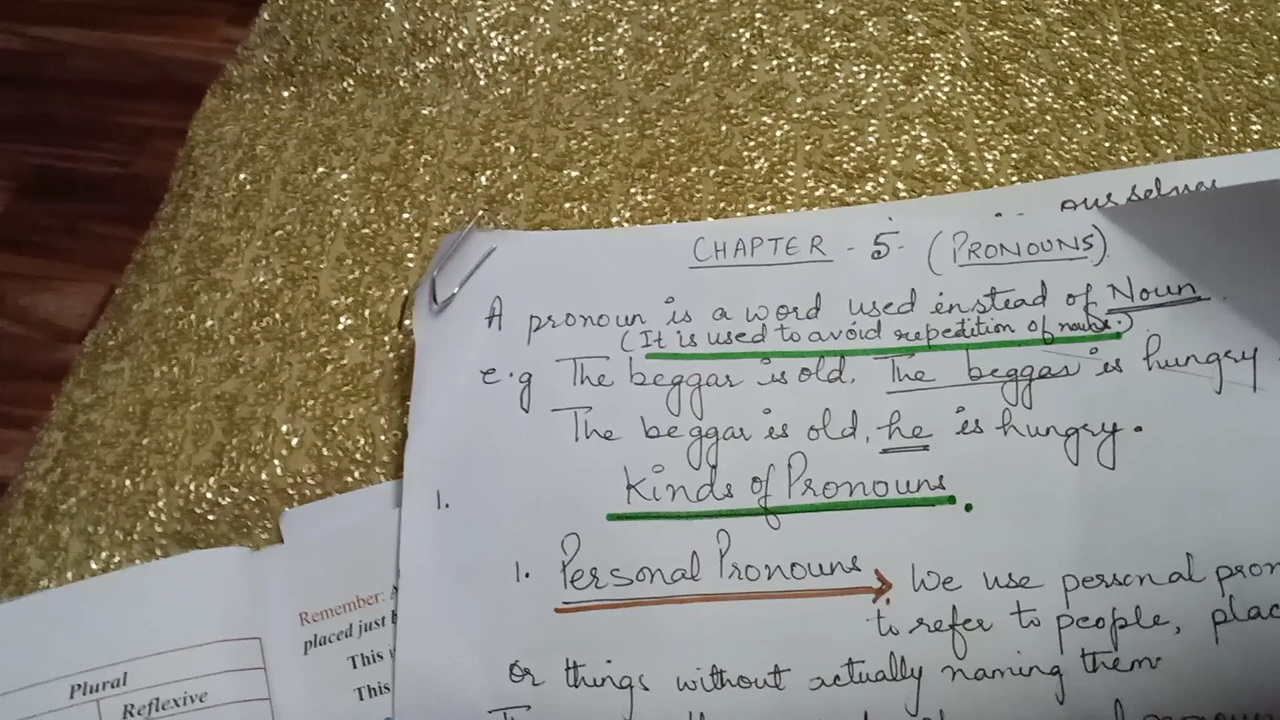 ourselves
CHAPTER - 5 - (PRONOUNS)
A pronoun is a word used instead of Noun
(It is used to avoid repetition of nouns.)
e.g The beggar is old. The beggar is hungry.
The beggar is old, he is hungry.
1. Kinds of Pronouns.
1. Personal Pronouns → We use personal pron
to refer to people, plac
or things without actually naming them
Remember:
placed just b
This
This
Plural
Reflexive